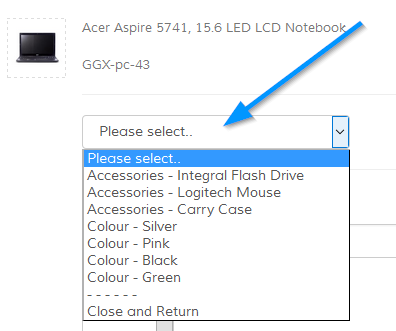 Acer Aspire 5741, 15.6 LED LCD Notebook
GGX-pc-43
Please select..
Please select..
Accessories - Integral Flash Drive
Accessories - Logitech Mouse
Accessories - Carry Case
Colour - Silver
Colour - Pink
Colour - Black
Colour - Green
- - - - - -
Close and Return